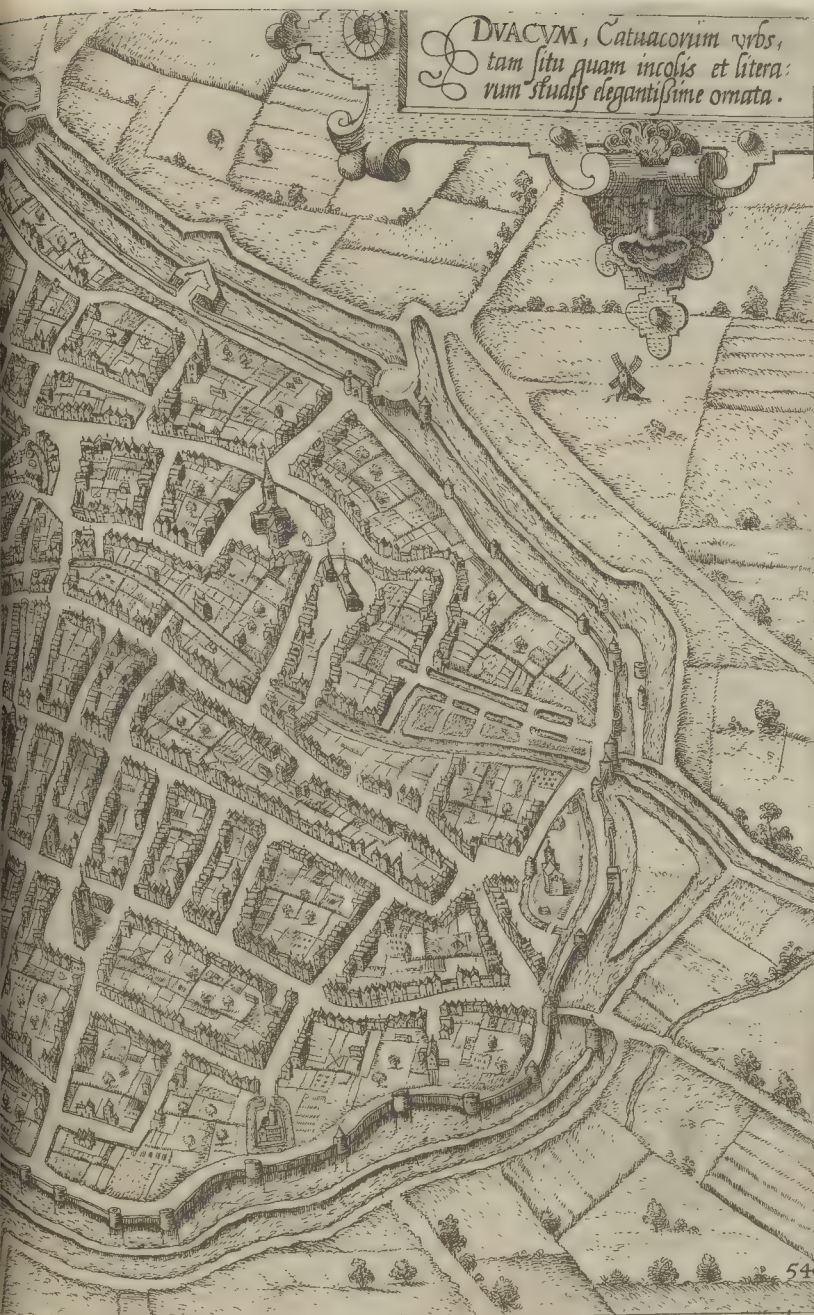 DVACVM, Catuacorum vrbs,
tam situ quam incolis et litera:
rum studijs elegantissime ornata.
54